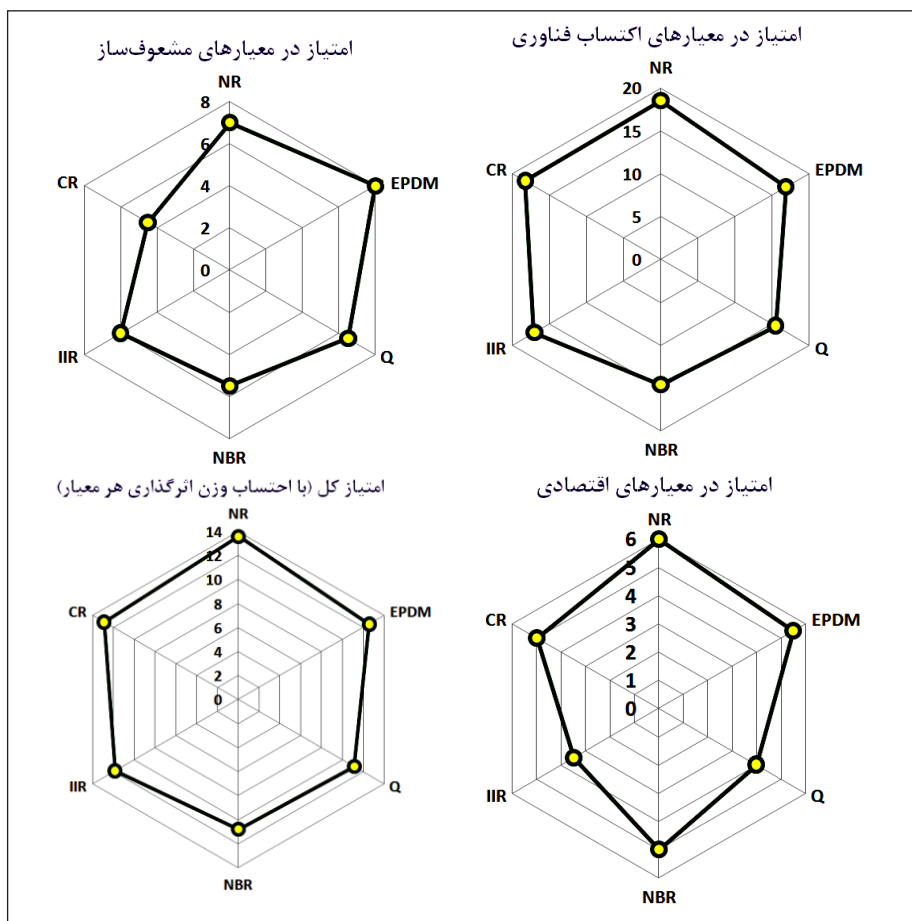 امتیاز در معیارهای اکتساب فناوری
NR
20
15
10
5
0
EPDM
Q
NBR
IIR
CR
امتیاز در معیارهای مشعوف‌ساز
NR
8
6
4
2
0
EPDM
Q
NBR
IIR
CR
امتیاز در معیارهای اقتصادی
NR
6
5
4
3
2
1
0
EPDM
Q
NBR
IIR
CR
امتیاز کل (با احتساب وزن اثرگذاری هر معیار)
NR
14
12
10
8
6
4
2
0
EPDM
Q
NBR
IIR
CR